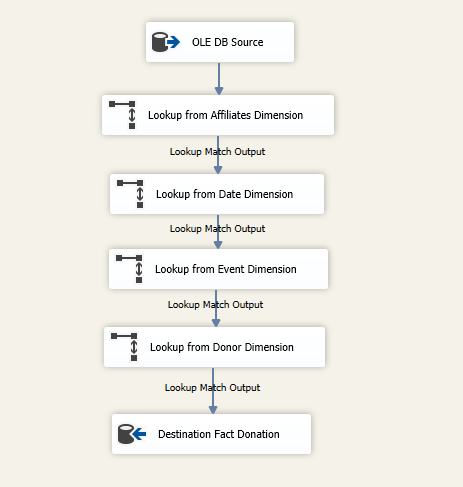 OLE DB Source
Lookup from Affiliates Dimension
Lookup Match Output
Lookup from Date Dimension
Lookup Match Output
Lookup from Event Dimension
Lookup Match Output
Lookup from Donor Dimension
Lookup Match Output
Destination Fact Donation